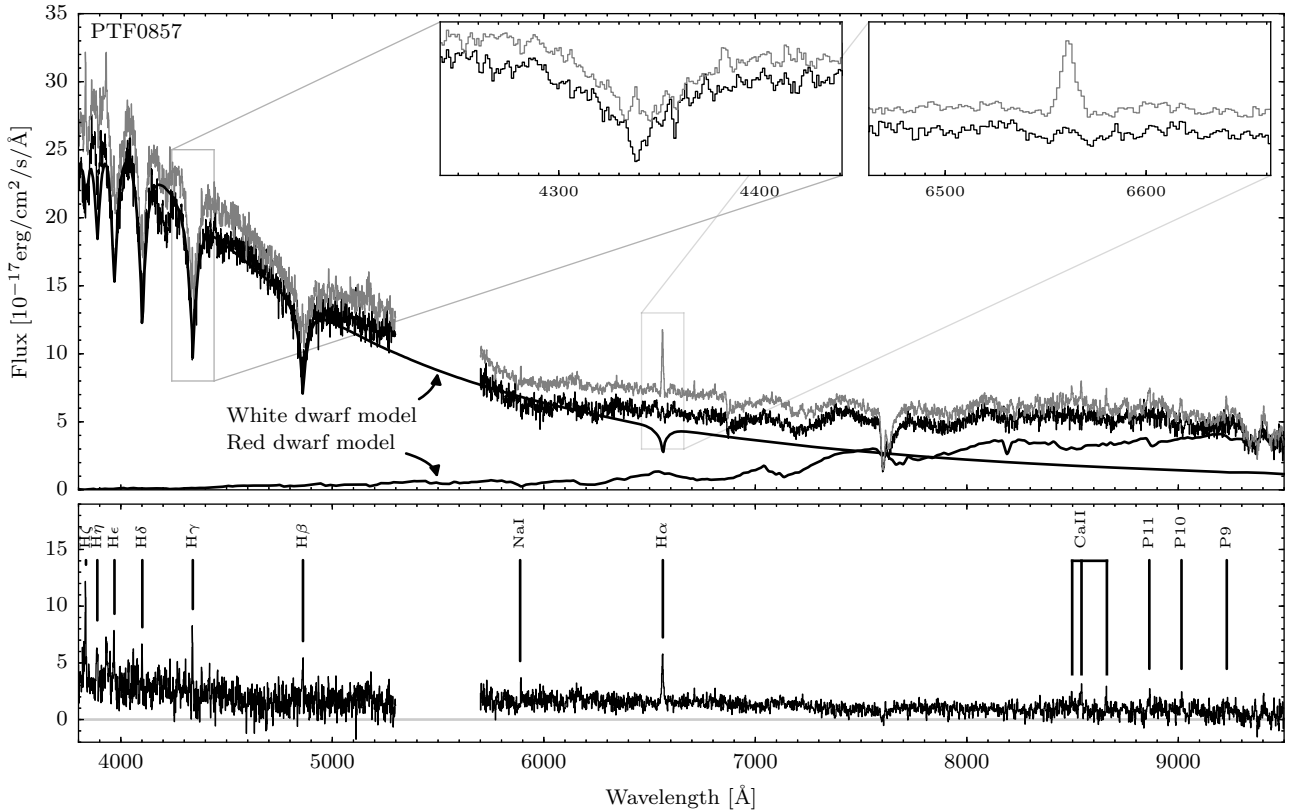 PTF0857
35
30
25
20
15
10
5
0
Flux [10⁻¹⁷erg/cm²/s/Å]
4300 4400
6500 6600
White dwarf model
Red dwarf model
Hζ Hη Hϵ Hδ Hγ Hβ NaI Hα CaII P11 P10 P9
15
10
5
0
4000 5000 6000 7000 8000 9000
Wavelength [Å]